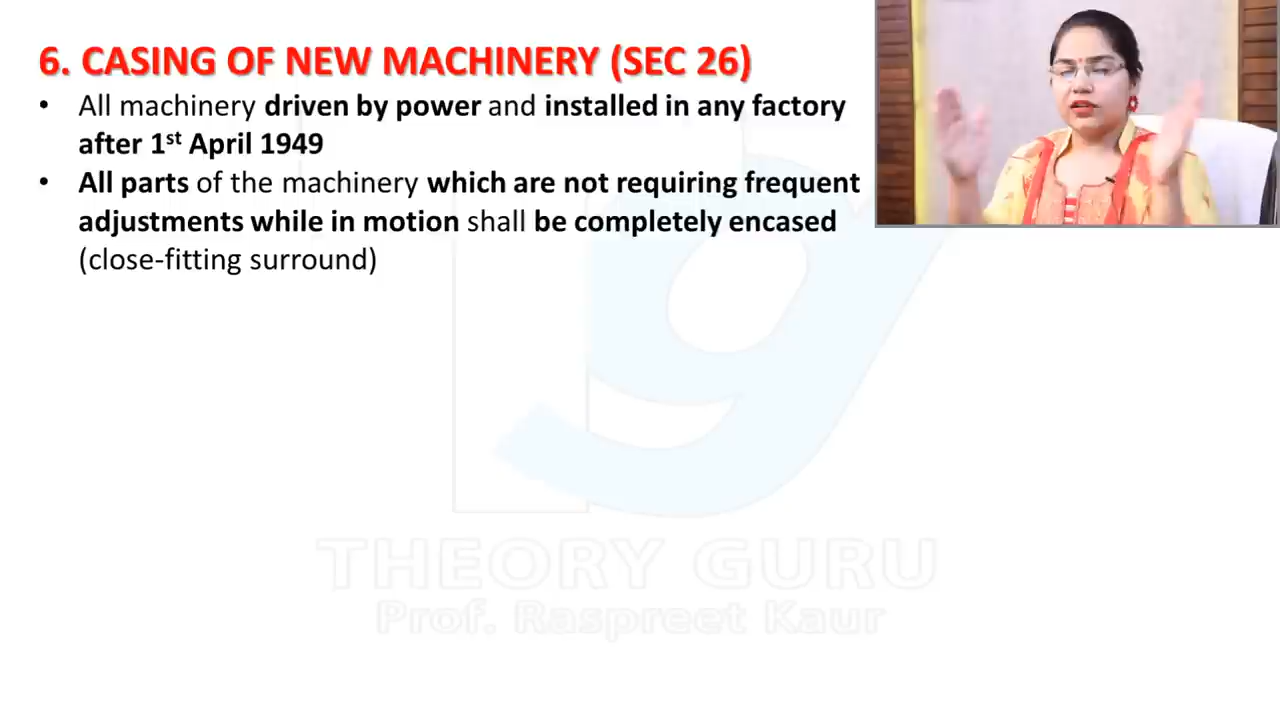 6. CASING OF NEW MACHINERY (SEC 26)
• All machinery driven by power and installed in any factory
after 1st April 1949
• All parts of the machinery which are not requiring frequent
adjustments while in motion shall be completely encased
(close-fitting surround)
THEORY GURU
Prof. Raspreet Kaur